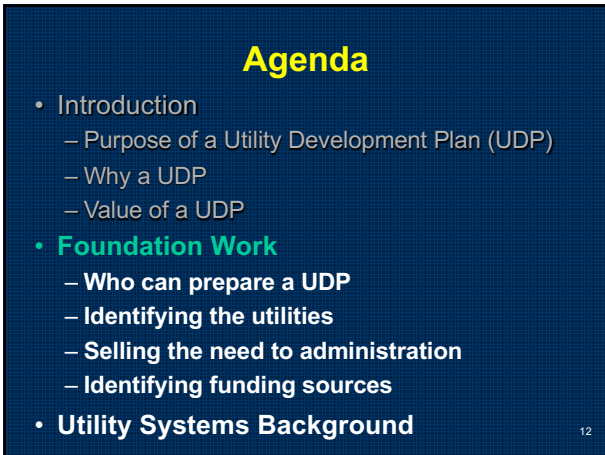 Agenda
• Introduction
– Purpose of a Utility Development Plan (UDP)
– Why a UDP
– Value of a UDP
• Foundation Work
– Who can prepare a UDP
– Identifying the utilities
– Selling the need to administration
– Identifying funding sources
• Utility Systems Background
12